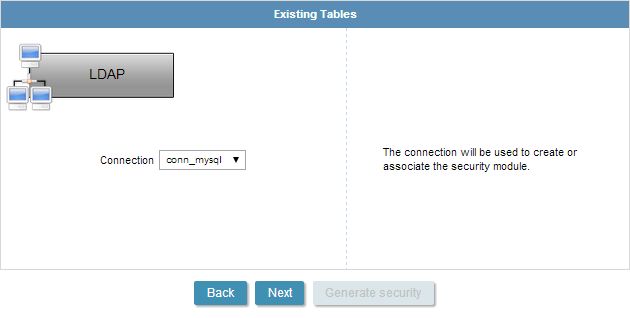 Existing Tables
LDAP
Connection conn_mysql
The connection will be used to create or
associate the security module.
Back Next Generate security